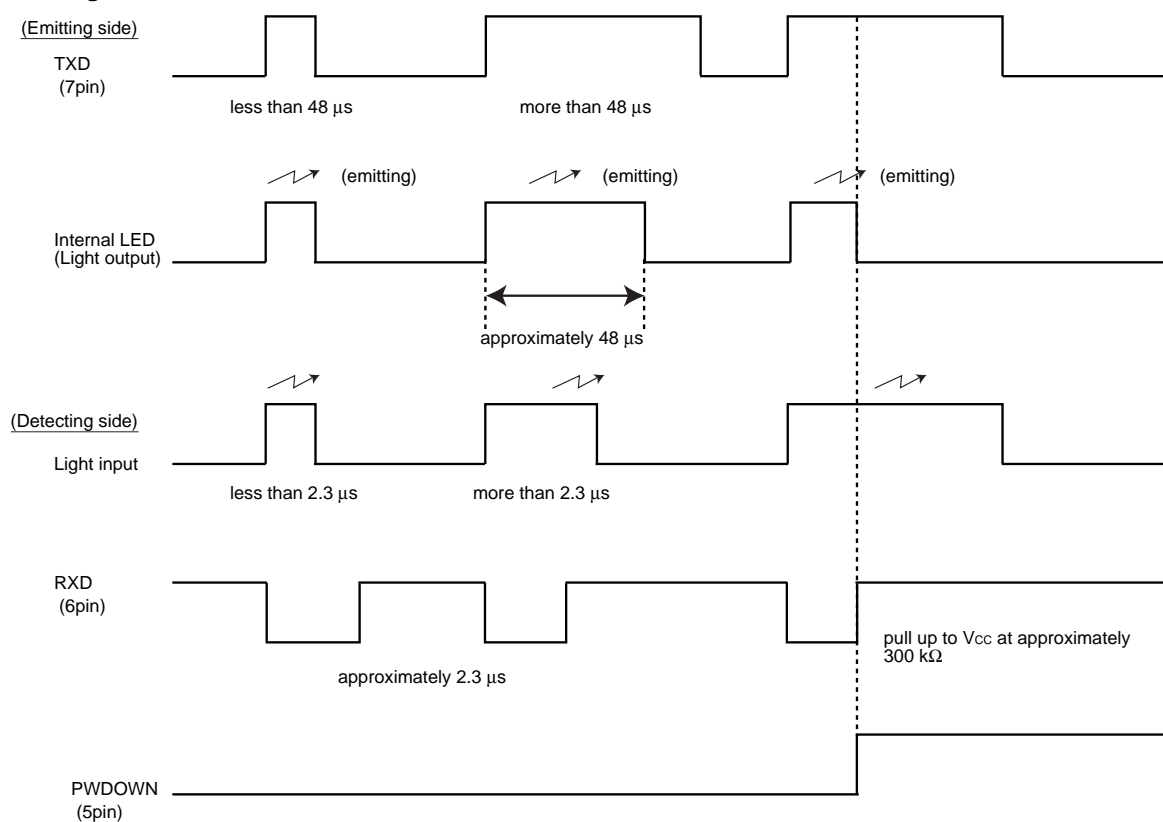 (Emitting side)
TXD
(7pin)
less than 48 μs
more than 48 μs
(emitting)
(emitting)
(emitting)
Internal LED
(Light output)
approximately 48 μs
(Detecting side)
Light input
less than 2.3 μs
more than 2.3 μs
RXD
(6pin)
pull up to Vcc at approximately
300 kΩ
approximately 2.3 μs
PWDOWN
(5pin)